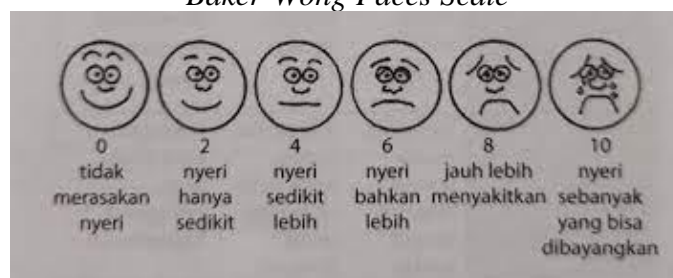 Baker Wong Faces Scale
0 2 4 6 8 10
tidak nyeri nyeri nyeri jauh lebih nyeri
merasakan hanya sedikit bahkan menyakitkan sebanyak
nyeri sedikit lebih lebih yang bisa
dibayangkan